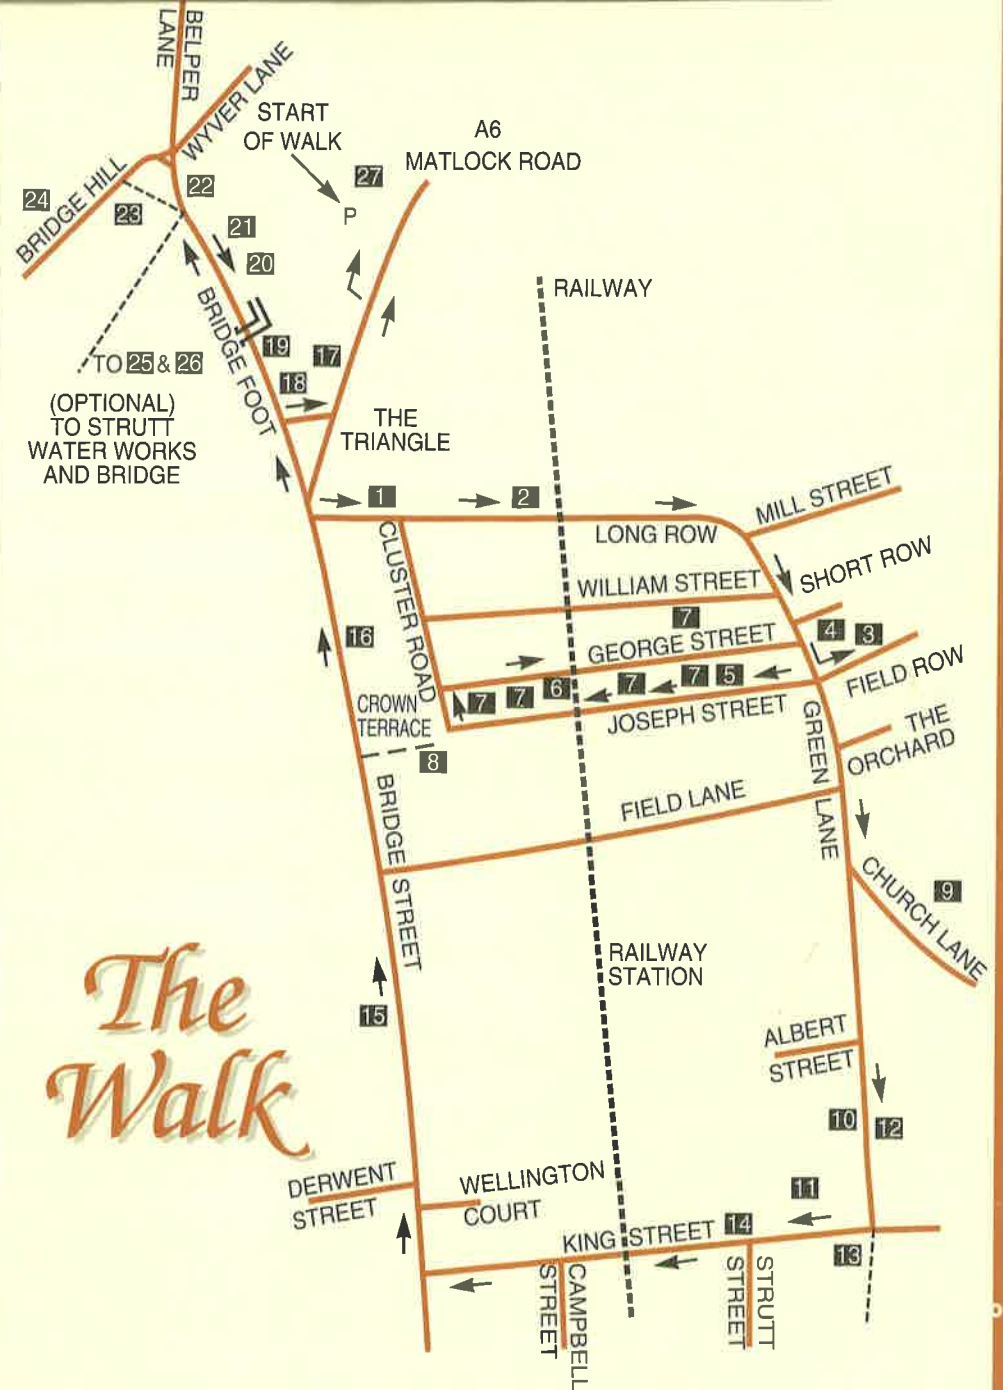 BELPER
LANE
WYVER LANE
START
OF WALK
A6
MATLOCK ROAD
27
P
24
BRIDGE HILL
22
23
21
20
RAILWAY
BRIDGE FOOT
19
17
18
TO 25 & 26
(OPTIONAL)
TO STRUTT
WATER WORKS
AND BRIDGE
THE
TRIANGLE
1
2
LONG ROW
MILL STREET
CLUSTER ROAD
WILLIAM STREET
SHORT ROW
7
16
GEORGE STREET
4
3
FIELD ROW
7
7
6
7
7
5
JOSEPH STREET
CROWN
TERRACE
8
GREEN LANE
THE
ORCHARD
BRIDGE STREET
FIELD LANE
CHURCH LANE
9
The
Walk
RAILWAY
STATION
15
ALBERT
STREET
10
12
DERWENT
STREET
WELLINGTON
COURT
11
KING STREET
14
13
CAMPBELL
STREET
STRUTT
STREET